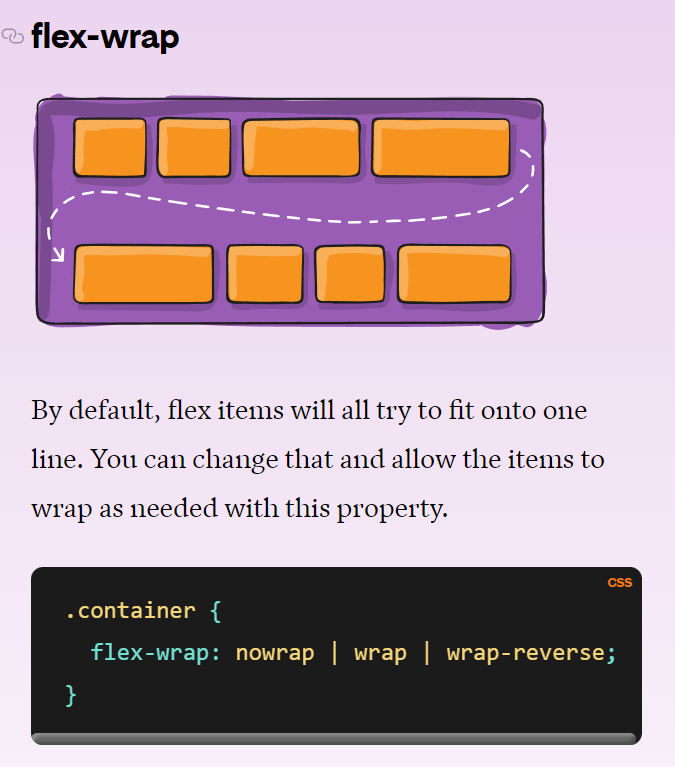 flex-wrap
By default, flex items will all try to fit onto one
line. You can change that and allow the items to
wrap as needed with this property.
CSS
.container {
  flex-wrap: nowrap | wrap | wrap-reverse;
}